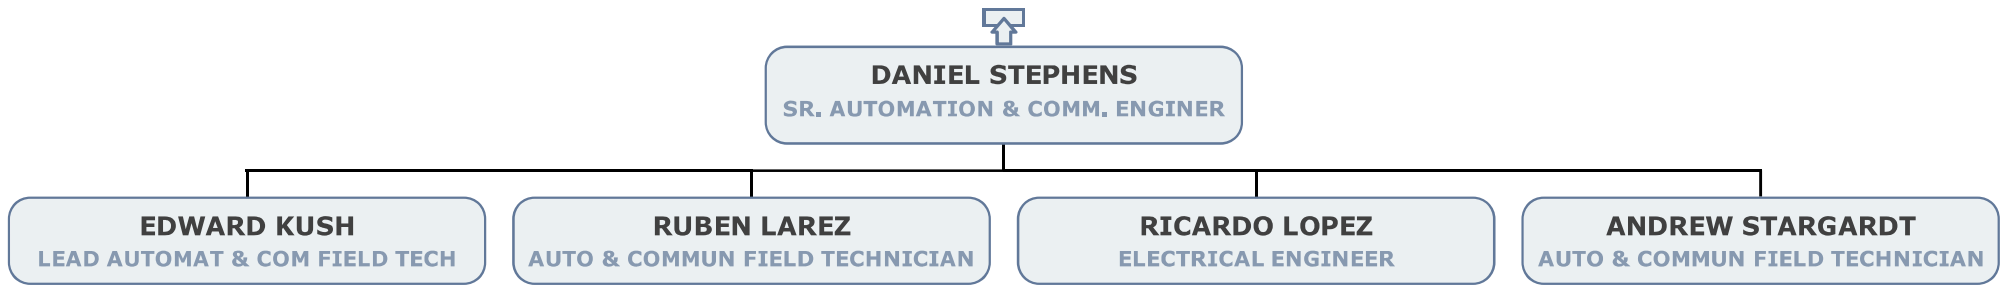 DANIEL STEPHENS
SR. AUTOMATION & COMM. ENGINER
EDWARD KUSH
LEAD AUTOMAT & COM FIELD TECH
RUBEN LAREZ
AUTO & COMMUN FIELD TECHNICIAN
RICARDO LOPEZ
ELECTRICAL ENGINEER
ANDREW STARGARDT
AUTO & COMMUN FIELD TECHNICIAN